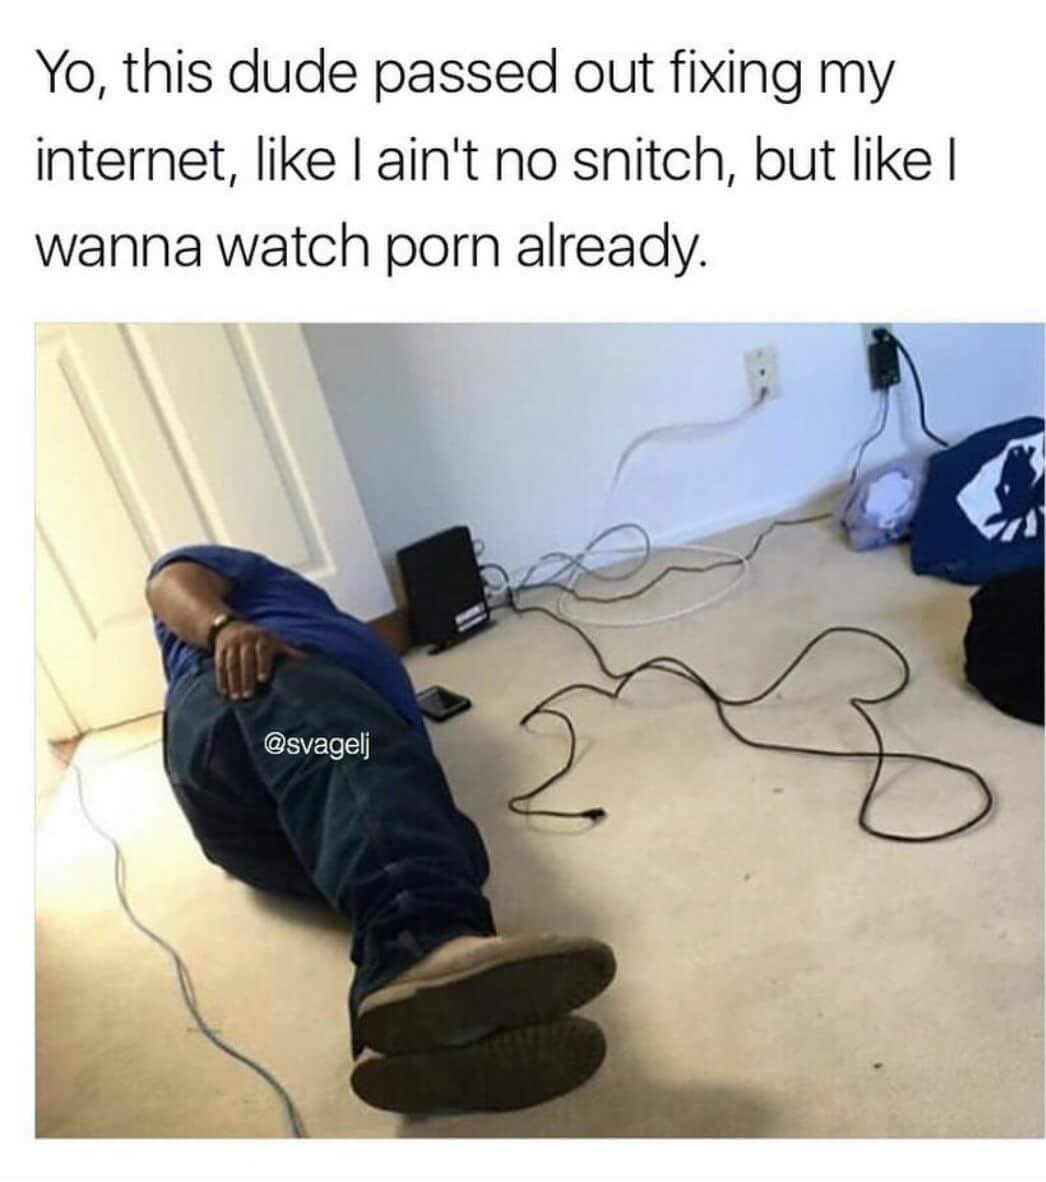 Yo, this dude passed out fixing my
internet, like I ain't no snitch, but like I
wanna watch porn already.
@svagelj